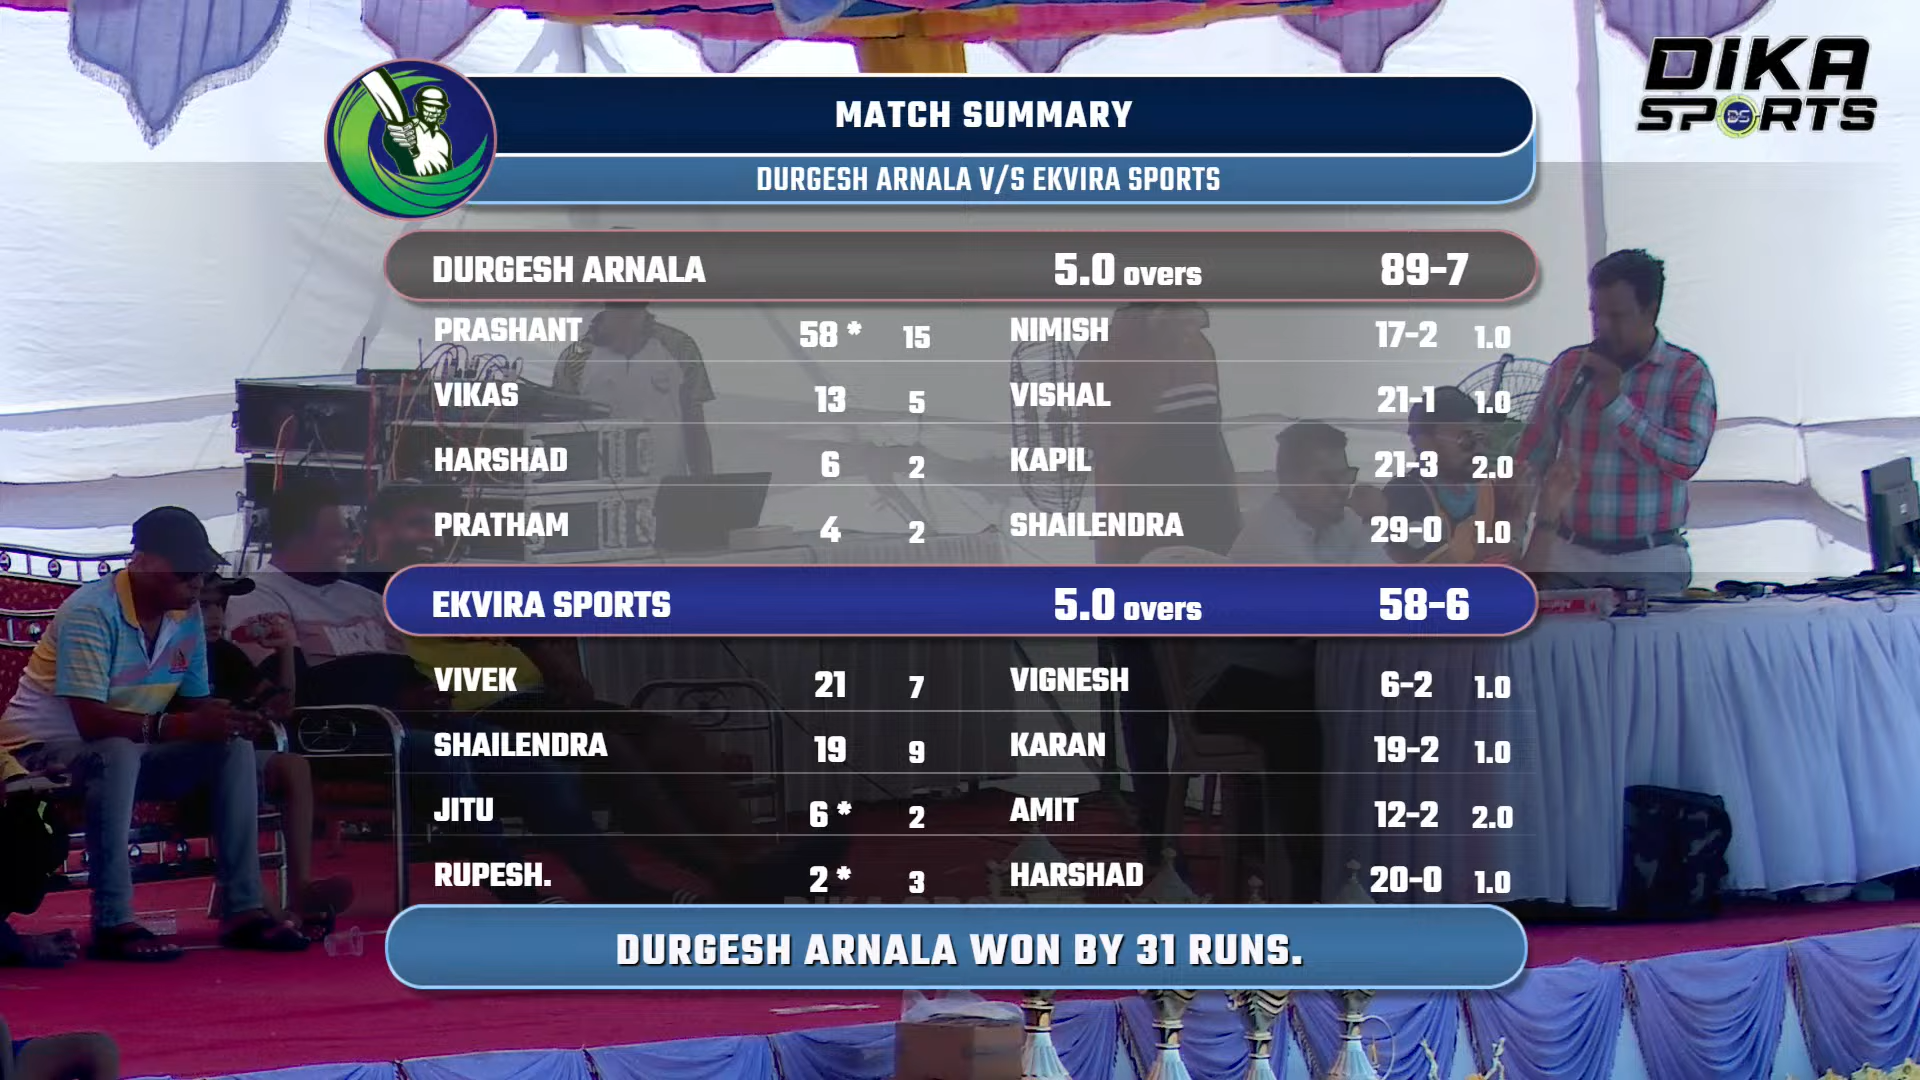 DIKA
SPORTS
MATCH SUMMARY
DURGESH ARNALA V/S EKVIRA SPORTS
DURGESH ARNALA 5.0 overs 89-7
PRASHANT 58 * 15 NIMISH 17-2 1.0
VIKAS 13 5 VISHAL 21-1 1.0
HARSHAD 6 2 KAPIL 21-3 2.0
PRATHAM 4 2 SHAILENDRA 29-0 1.0
EKVIRA SPORTS 5.0 overs 58-6
VIVEK 21 7 VIGNESH 6-2 1.0
SHAILENDRA 19 9 KARAN 19-2 1.0
JITU 6 * 2 AMIT 12-2 2.0
RUPESH. 2 * 3 HARSHAD 20-0 1.0
DURGESH ARNALA WON BY 31 RUNS.